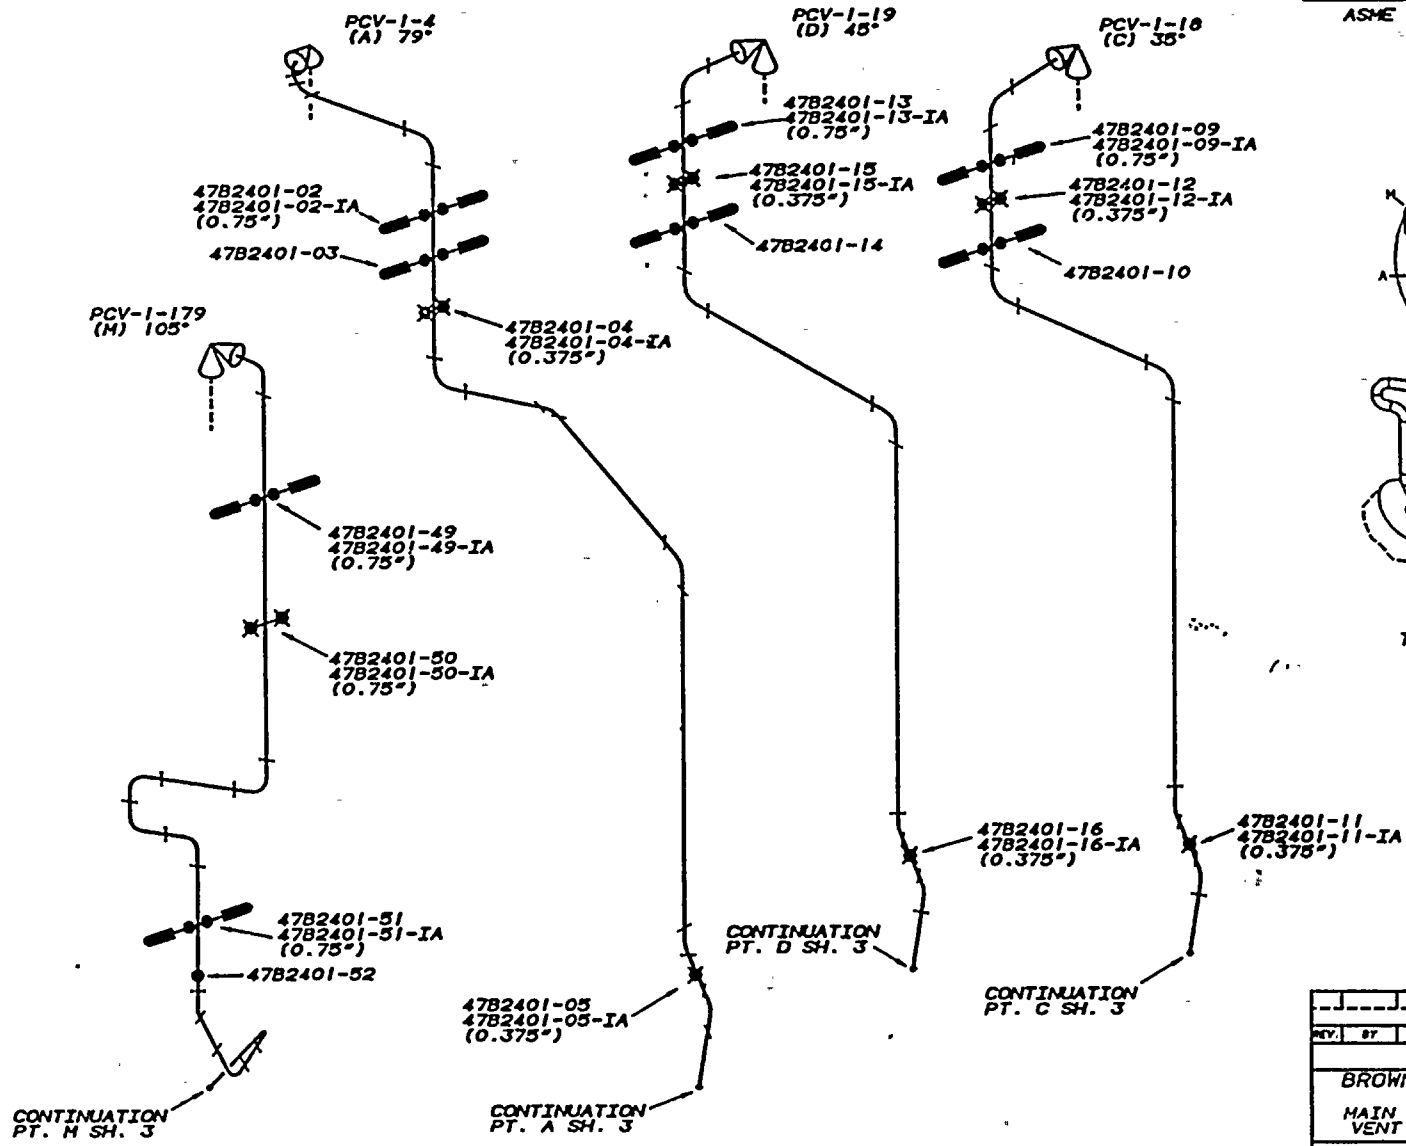 PCV-1-4
(A) 79°
PCV-1-19
(D) 45°
PCV-1-18
(C) 35°
ASME
47B2401-13
47B2401-13-IA
(0.75")
47B2401-09
47B2401-09-IA
(0.75")
47B2401-02
47B2401-02-IA
(0.75")
47B2401-15
47B2401-15-IA
(0.375")
47B2401-12
47B2401-12-IA
(0.375")
47B2401-03
47B2401-14
47B2401-10
A
PCV-1-179
(M) 105°
47B2401-04
47B2401-04-IA
(0.375")
47B2401-49
47B2401-49-IA
(0.75")
47B2401-50
47B2401-50-IA
(0.75")
47B2401-16
47B2401-16-IA
(0.375")
47B2401-11
47B2401-11-IA
(0.375")
47B2401-51
47B2401-51-IA
(0.75")
47B2401-52
CONTINUATION
PT. D SH. 3
47B2401-05
47B2401-05-IA
(0.375")
CONTINUATION
PT. C SH. 3
CONTINUATION
PT. M SH. 3
CONTINUATION
PT. A SH. 3
REV. BY
MAIN
VENT